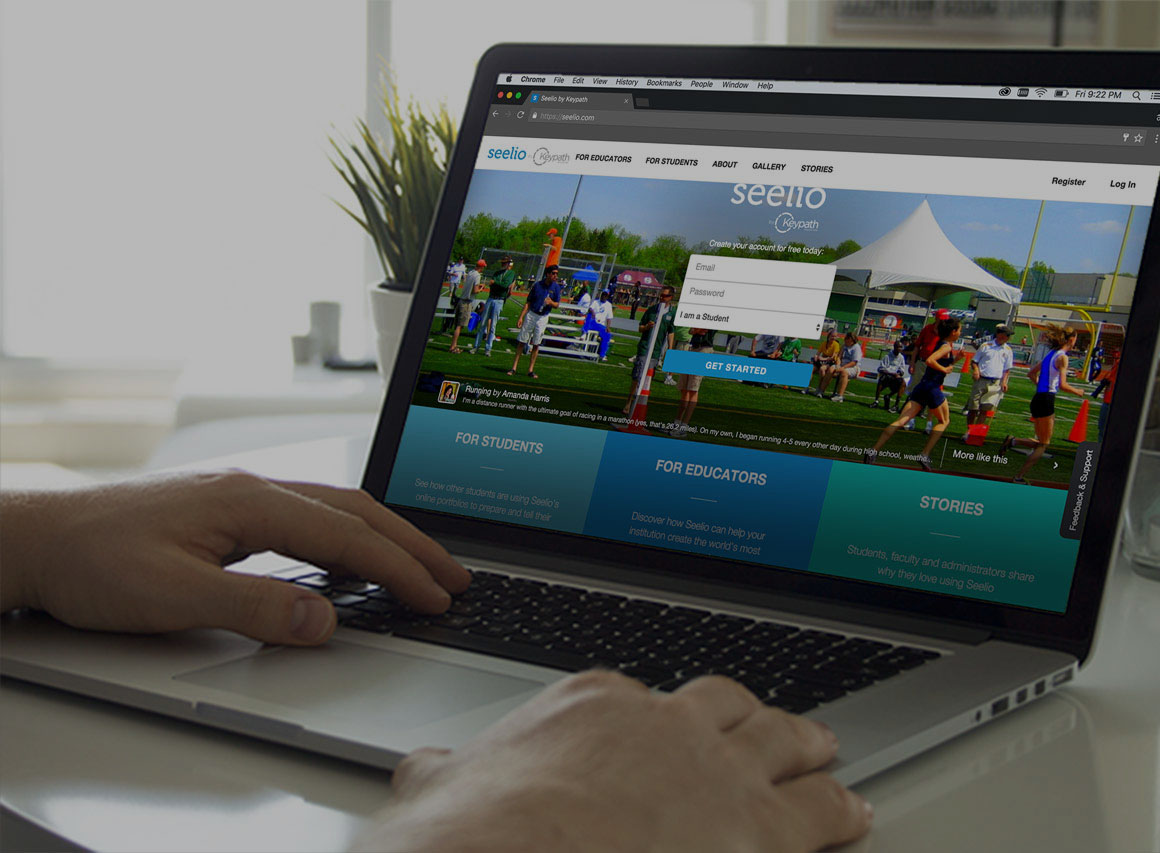 Chrome File Edit View History Bookmarks People Window Help Fri 9:22 PM
Seelio by Keypath
https://seelio.com
seelio by Keypath FOR EDUCATORS FOR STUDENTS ABOUT GALLERY STORIES Register Log In
seelio
by Keypath
Create your account for free today:
Email
Password
I am a Student
GET STARTED
Running by Amanda Harris
I'm a distance runner with the ultimate goal of racing in a marathon (yes, that's 26.2 miles). On my own, I began running 4-5 every other day during high school, weathe...
More like this
Feedback & Support
FOR STUDENTS
See how other students are using Seelio's
online portfolios to prepare and tell their
FOR EDUCATORS
Discover how Seelio can help your
institution create the world's most
STORIES
Students, faculty and administrators share
why they love using Seelio